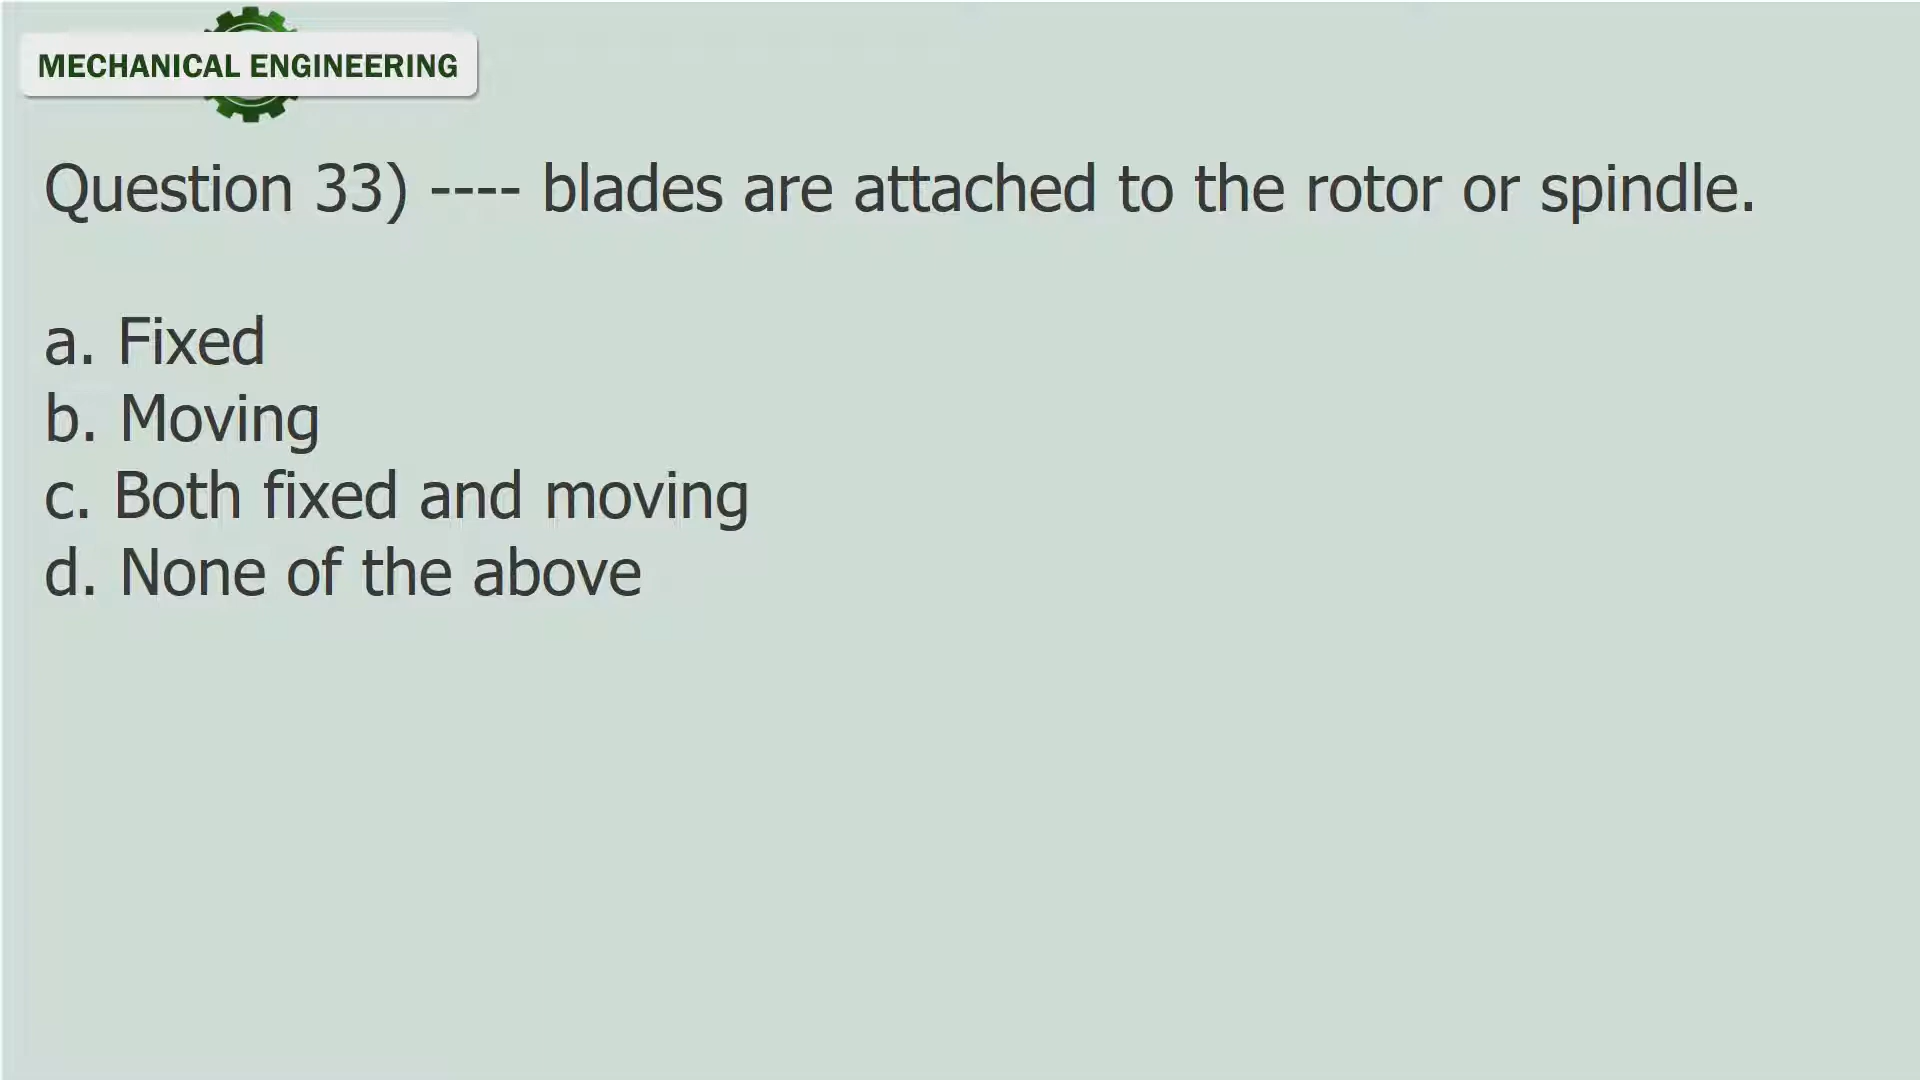 MECHANICAL ENGINEERING
Question 33) ---- blades are attached to the rotor or spindle.
a. Fixed
b. Moving
c. Both fixed and moving
d. None of the above